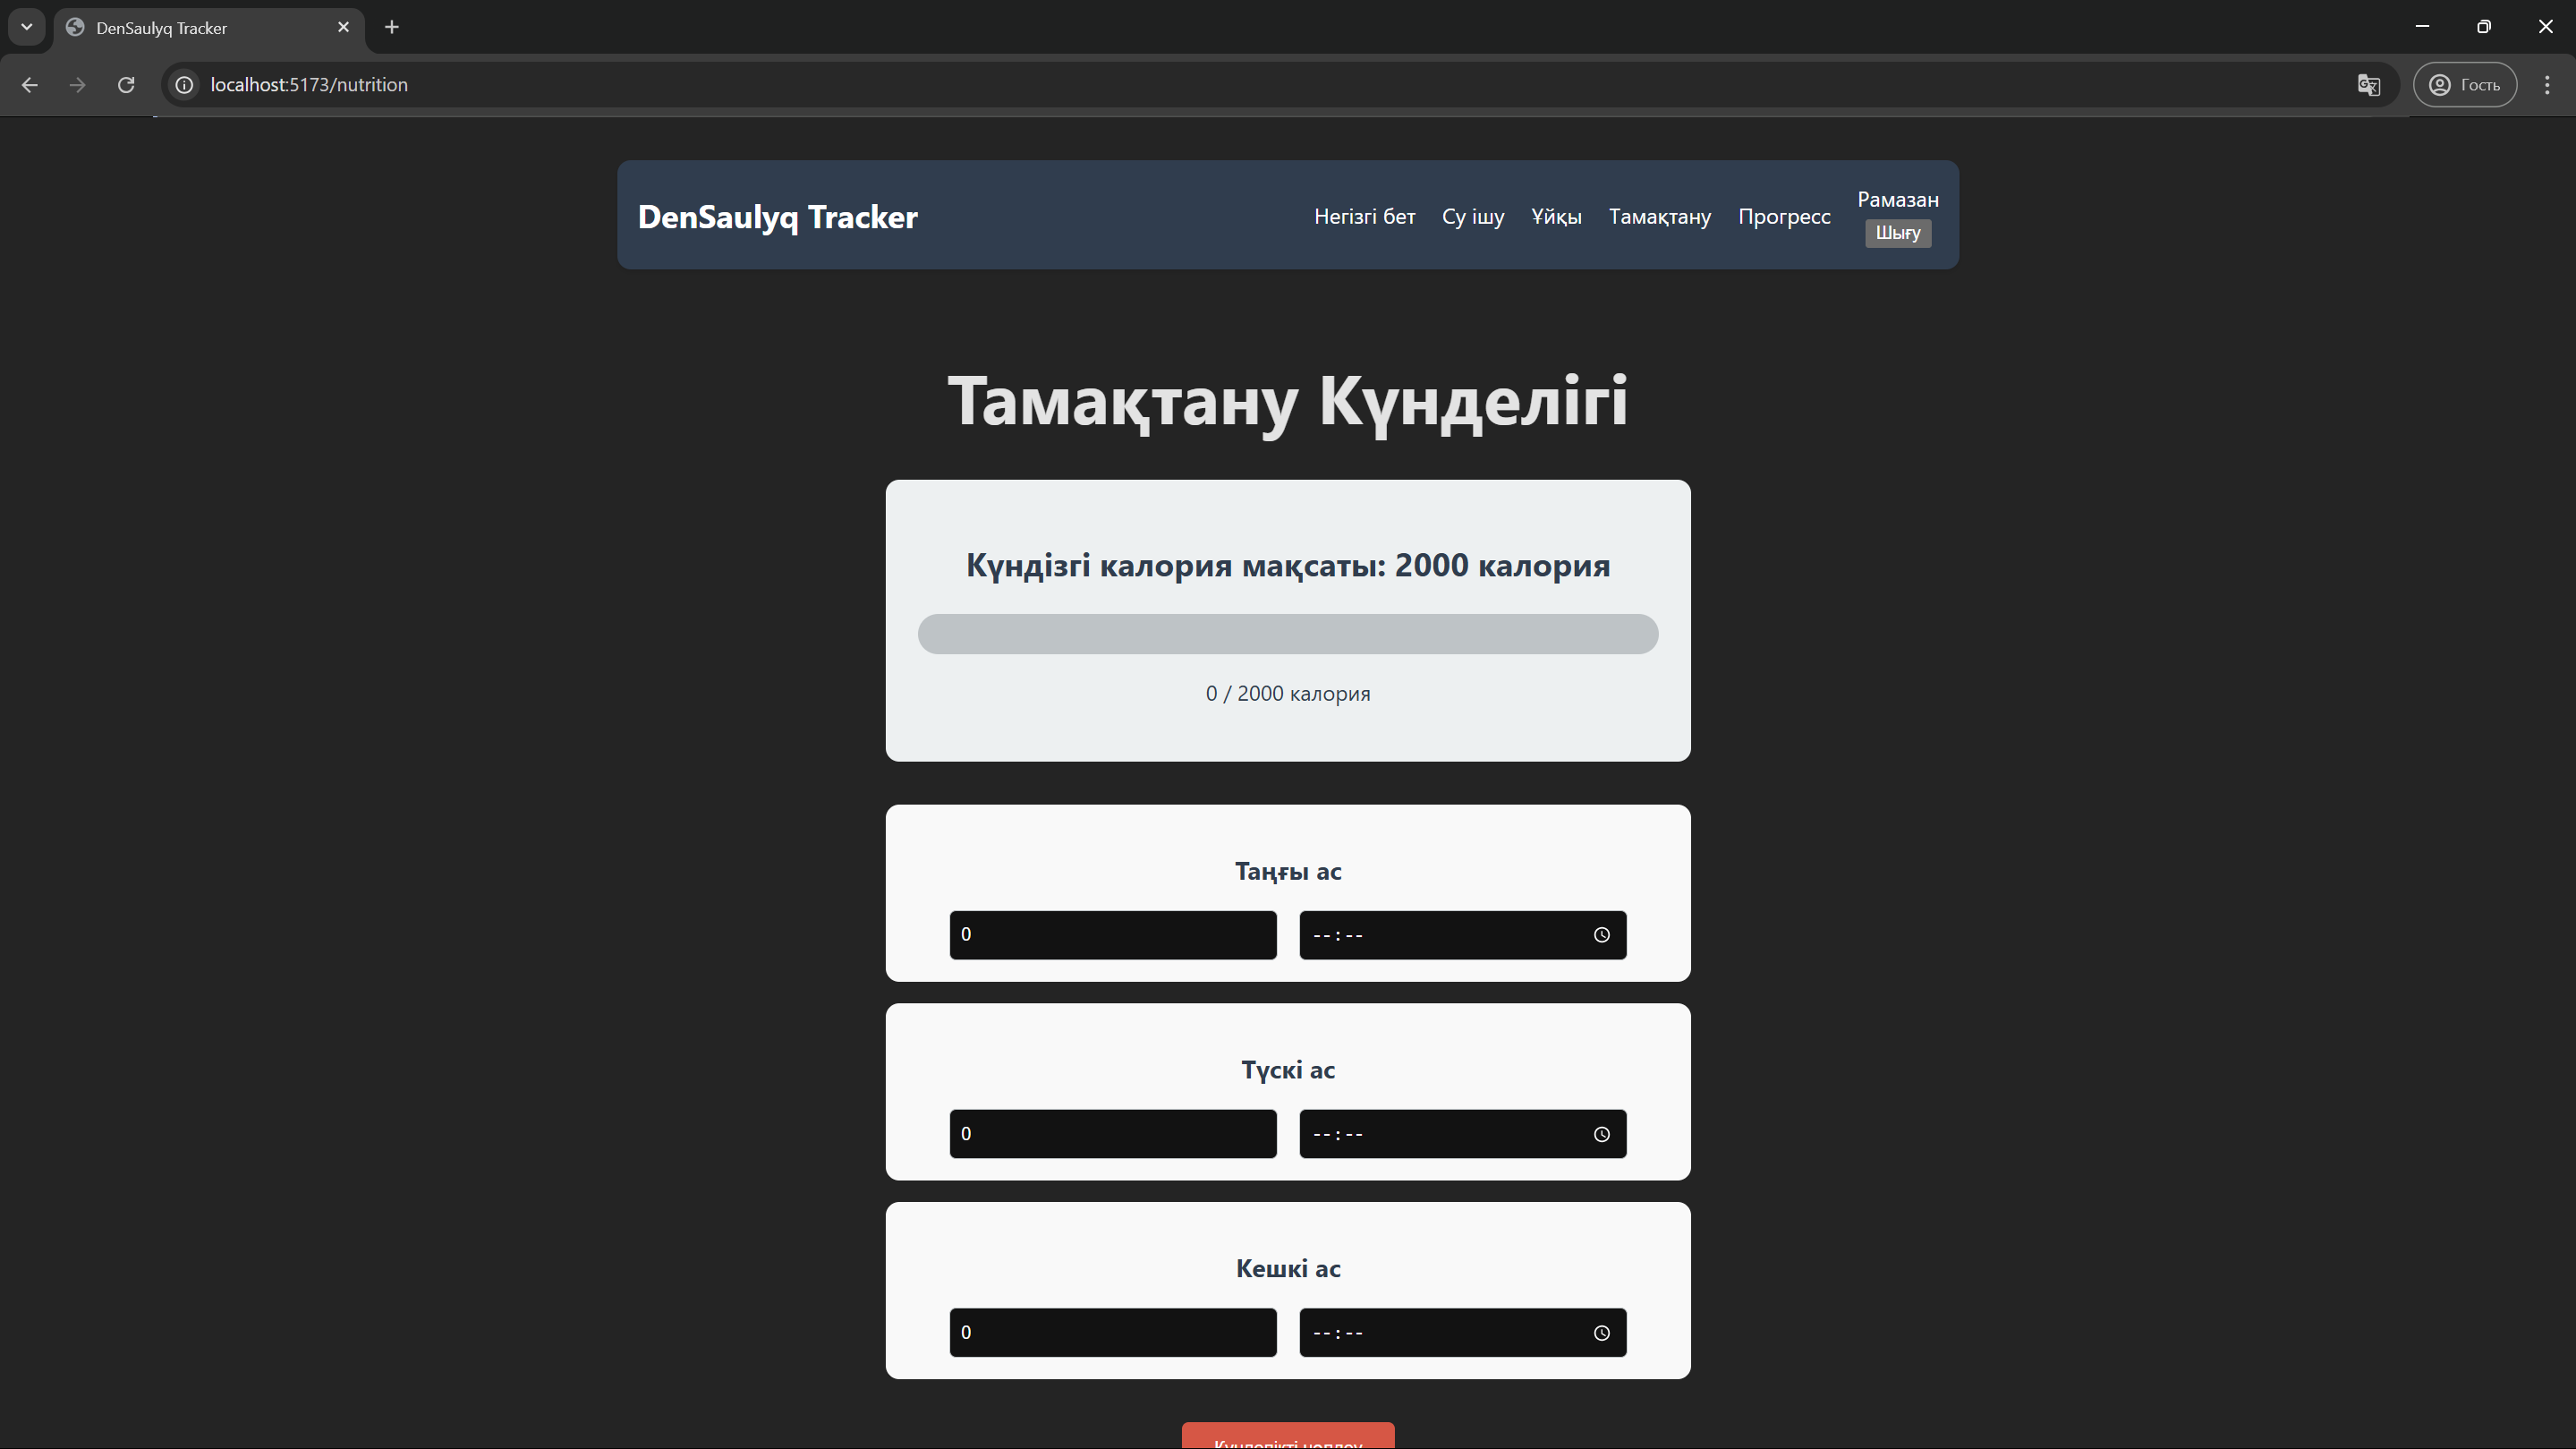 DenSaulyq Tracker
localhost:5173/nutrition
Гость
DenSaulyq Tracker
Негізгі бет Су ішу Ұйқы Тамақтану Прогресс
Рамазан
Шығу
Тамақтану Күнделігі
Күндізгі калория мақсаты: 2000 калория
0 / 2000 калория
Таңғы ас
0 --:--
Түскі ас
0 --:--
Кешкі ас
0 --:--